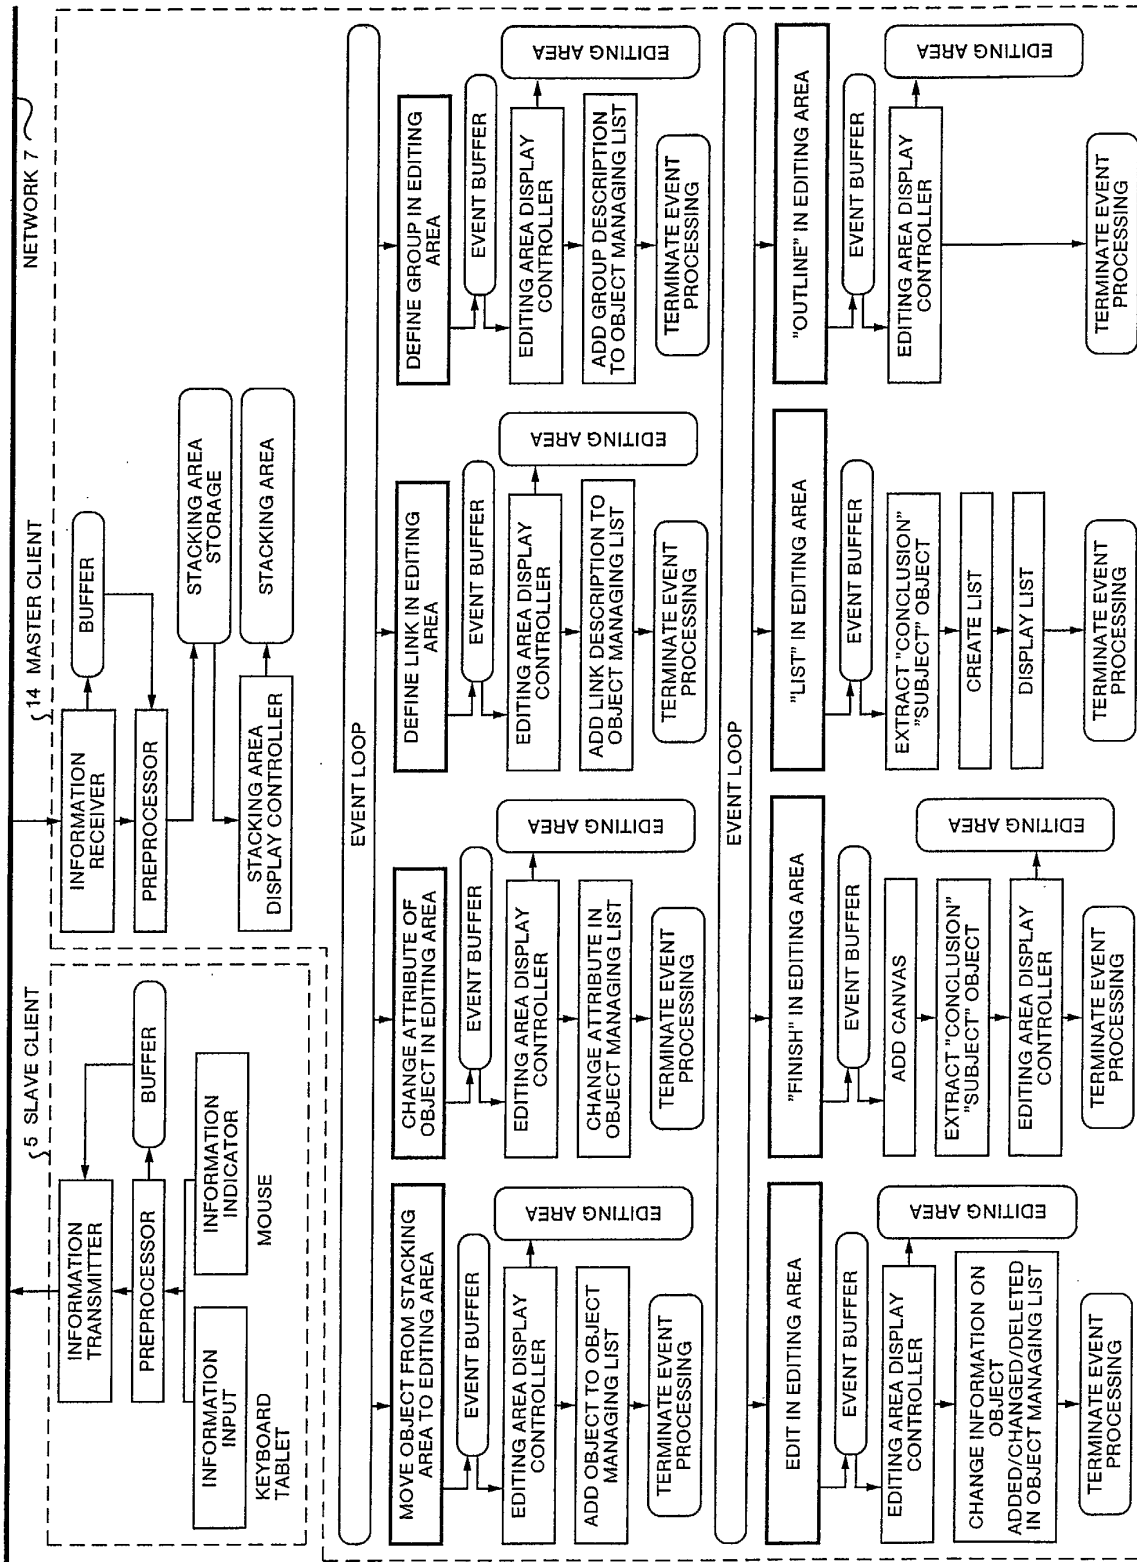 NETWORK 7
5 SLAVE CLIENT
INFORMATION
TRANSMITTER
PREPROCESSOR
BUFFER
INFORMATION
INPUT
INFORMATION
INDICATOR
KEYBOARD
TABLET
MOUSE
14 MASTER CLIENT
INFORMATION
RECEIVER
BUFFER
PREPROCESSOR
STACKING AREA
STORAGE
STACKING AREA
DISPLAY CONTROLLER
STACKING AREA
EVENT LOOP
MOVE OBJECT FROM STACKING
AREA TO EDITING AREA
EVENT BUFFER
EDITING AREA DISPLAY
CONTROLLER
EDITING AREA
ADD OBJECT TO OBJECT
MANAGING LIST
TERMINATE EVENT
PROCESSING
CHANGE ATTRIBUTE OF
OBJECT IN EDITING AREA
EVENT BUFFER
EDITING AREA DISPLAY
CONTROLLER
EDITING AREA
CHANGE ATTRIBUTE IN
OBJECT MANAGING LIST
TERMINATE EVENT
PROCESSING
DEFINE LINK IN EDITING
AREA
EVENT BUFFER
EDITING AREA DISPLAY
CONTROLLER
EDITING AREA
ADD LINK DESCRIPTION TO
OBJECT MANAGING LIST
TERMINATE EVENT
PROCESSING
DEFINE GROUP IN EDITING
AREA
EVENT BUFFER
EDITING AREA DISPLAY
CONTROLLER
EDITING AREA
ADD GROUP DESCRIPTION
TO OBJECT MANAGING LIST
TERMINATE EVENT
PROCESSING
EVENT LOOP
EDIT IN EDITING AREA
EVENT BUFFER
EDITING AREA DISPLAY
CONTROLLER
EDITING AREA
CHANGE INFORMATION ON
OBJECT
ADDED/CHANGED/DELETED
IN OBJECT MANAGING LIST
TERMINATE EVENT
PROCESSING
"FINISH" IN EDITING AREA
EVENT BUFFER
ADD CANVAS
EXTRACT "CONCLUSION"
"SUBJECT" OBJECT
EDITING AREA DISPLAY
CONTROLLER
EDITING AREA
TERMINATE EVENT
PROCESSING
"LIST" IN EDITING AREA
EVENT BUFFER
EXTRACT "CONCLUSION"
"SUBJECT" OBJECT
CREATE LIST
DISPLAY LIST
TERMINATE EVENT
PROCESSING
"OUTLINE" IN EDITING AREA
EVENT BUFFER
EDITING AREA DISPLAY
CONTROLLER
EDITING AREA
TERMINATE EVENT
PROCESSING